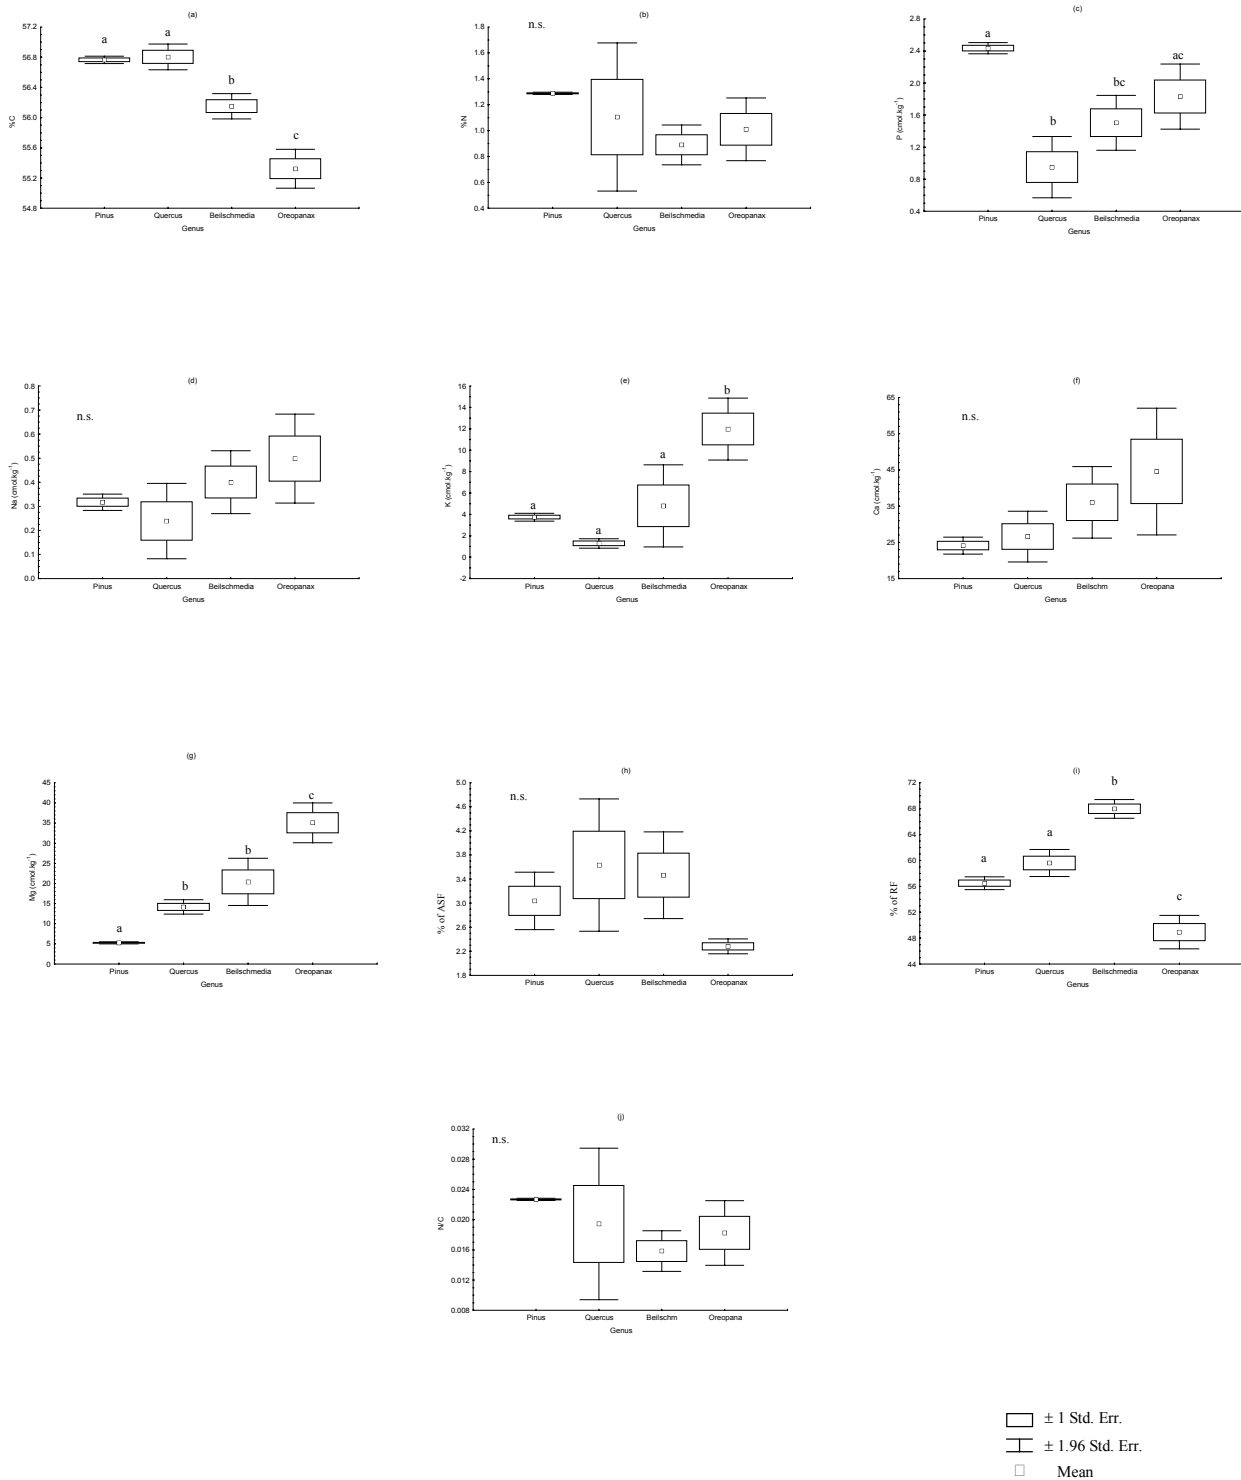 (a)
57.2
56.8
56.4
56.0
55.6
55.2
54.8
%C
a
a
b
c
Pinus Quercus Beilschmedia Oreopanax
Genus
(b)
n.s.
1.8
1.6
1.4
1.2
1.0
0.8
0.6
0.4
%N
Pinus Quercus Beilschmedia Oreopanax
Genus
(c)
2.8
2.4
2.0
1.6
1.2
0.8
0.4
P (cmol.kg-1)
a
b
bc
ac
Pinus Quercus Beilschmedia Oreopanax
Genus
(d)
n.s.
0.8
0.7
0.6
0.5
0.4
0.3
0.2
0.1
0.0
Na (cmol.kg-1)
Pinus Quercus Beilschmedia Oreopanax
Genus
(e)
16
14
12
10
8
6
4
2
0
-2
K (cmol.kg-1)
a
a
a
b
Pinus Quercus Beilschmedia Oreopanax
Genus
(f)
n.s.
65
55
45
35
25
15
Ca (cmol.kg-1)
Pinus Quercus Beilschm Oreopana
Genus
(g)
45
40
35
30
25
20
15
10
5
0
Mg (cmol.kg-1)
a
b
b
c
Pinus Quercus Beilschmedia Oreopanax
Genus
(h)
n.s.
5.0
4.6
4.2
3.8
3.4
3.0
2.6
2.2
1.8
% of ASF
Pinus Quercus Beilschmedia Oreopanax
Genus
(i)
72
68
64
60
56
52
48
44
% of RF
a
a
b
c
Pinus Quercus Beilschmedia Oreopanax
Genus
(j)
n.s.
0.032
0.028
0.024
0.020
0.016
0.012
0.008
N/C
Pinus Quercus Beilschm Oreopana
Genus
± 1 Std. Err.
± 1.96 Std. Err.
Mean